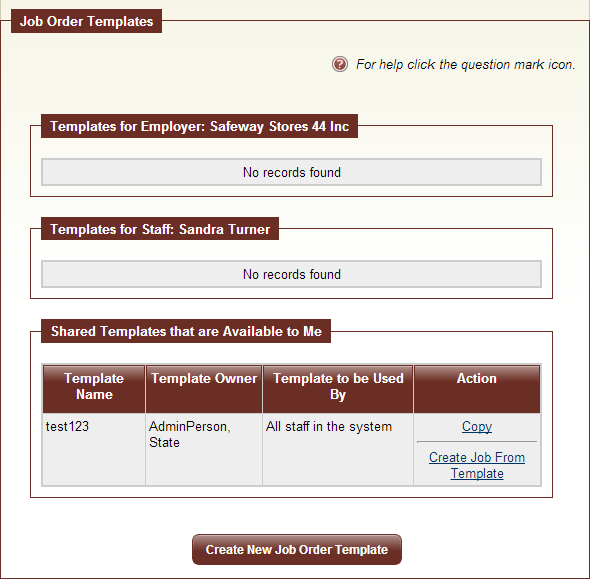 Job Order Templates
? For help click the question mark icon.
Templates for Employer: Safeway Stores 44 Inc
No records found
Templates for Staff: Sandra Turner
No records found
Shared Templates that are Available to Me
Template Name
Template Owner
Template to be Used By
Action
test123
AdminPerson, State
All staff in the system
Copy
Create Job From Template
Create New Job Order Template